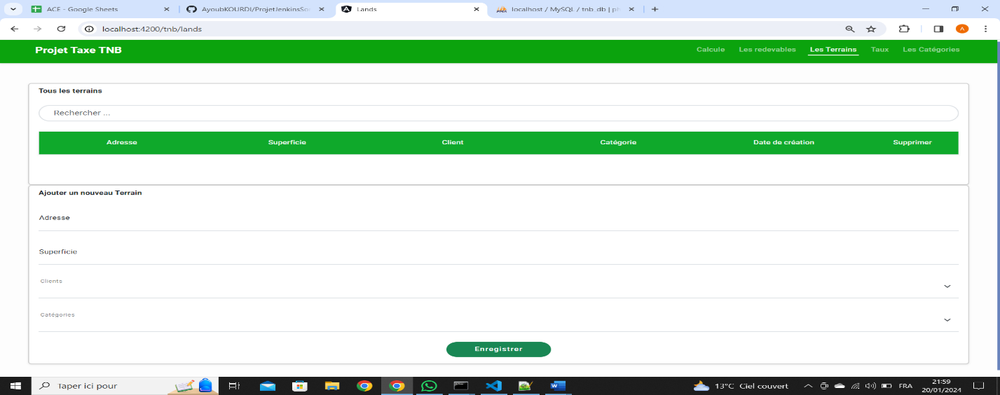 ACE - Google Sheets
AyoubKOURDI/ProjetJenkinsSo
Lands
localhost / MySQL / tnb_db | ph
localhost:4200/tnb/lands
Projet Taxe TNB
Calcule Les redevables Les Terrains Taux Les Catégories
Tous les terrains
Rechercher ...
Adresse Superficie Client Catégorie Date de création Supprimer
Ajouter un nouveau Terrain
Adresse
Superficie
Clients
Catégories
Enregistrer
Taper ici pour
13°C Ciel couvert
FRA
21:59
20/01/2024